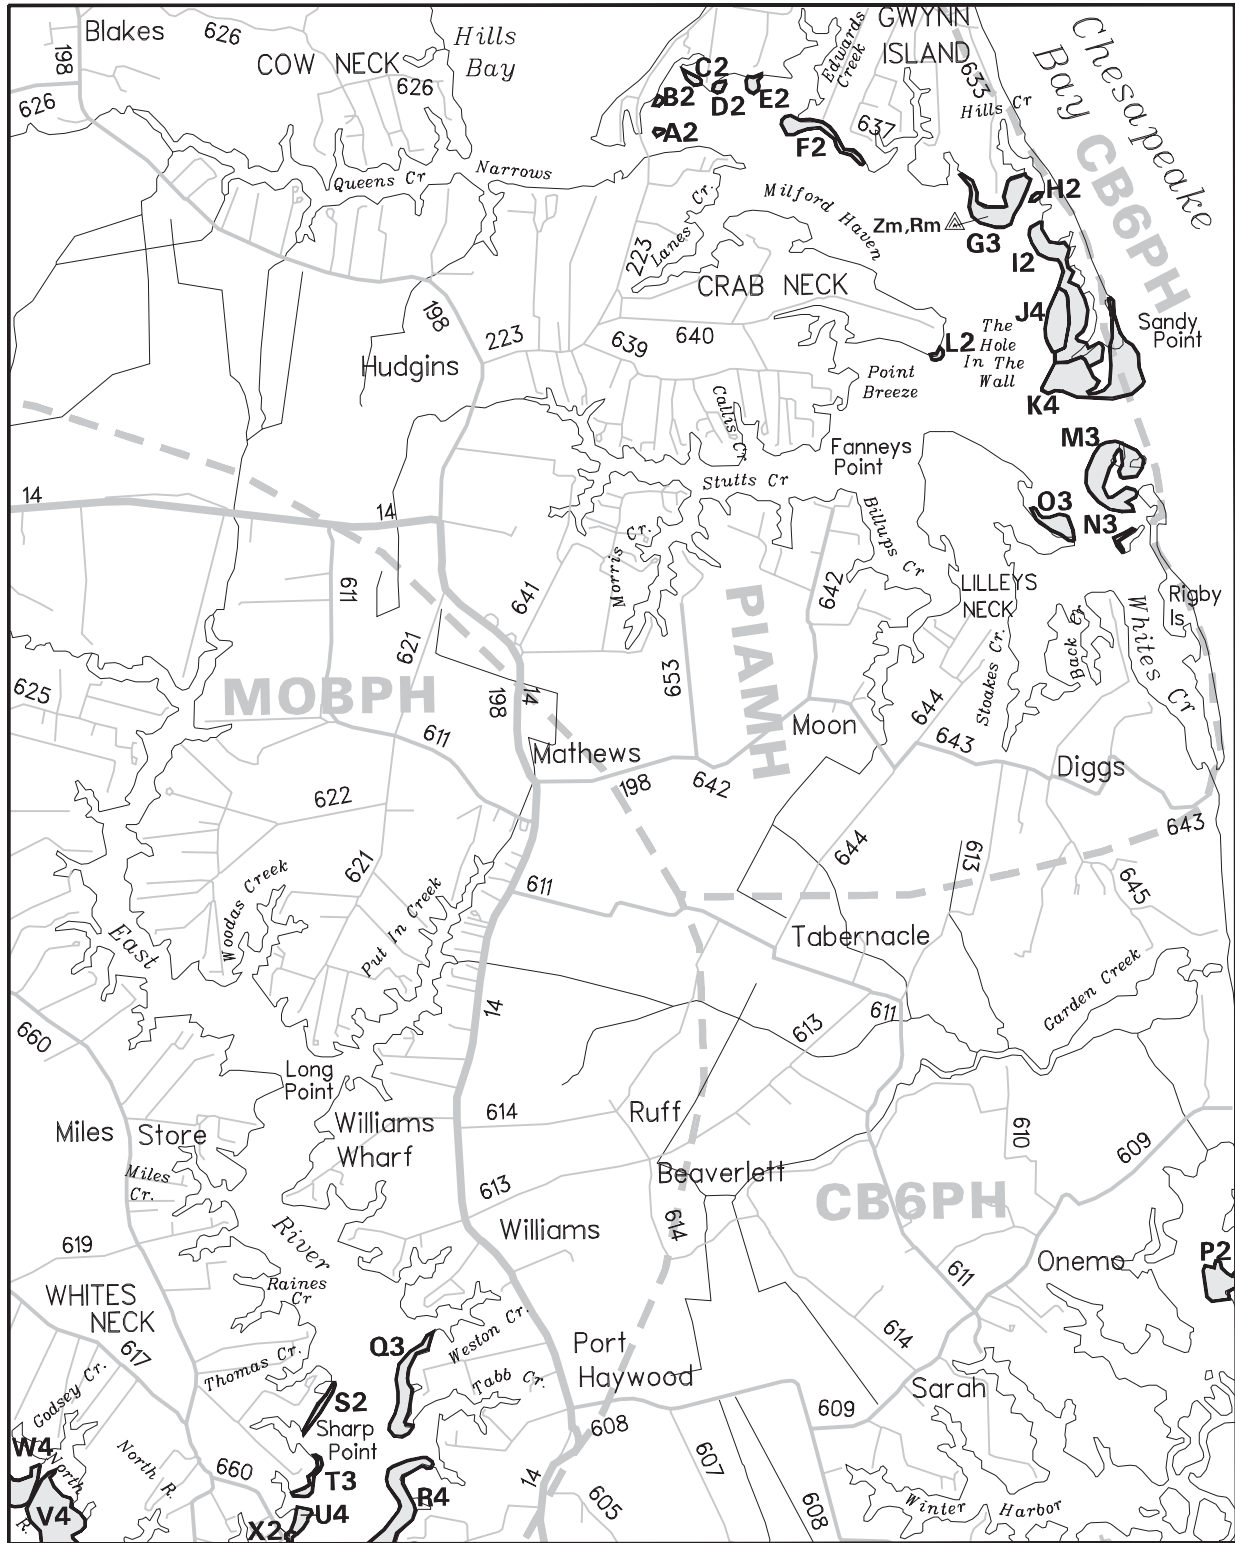 Blakes
626
198
COW NECK
626
626
Hills
Bay
GWYNN
ISLAND
Edwards
Creek
633
Hills Cr
637
Chesapeake
Bay
CB6PH
C2
B2
D2
E2
A2
F2
Queens Cr
Narrows
Lanes Cr.
223
Milford Haven
Zm,Rm
G3
H2
I2
CRAB NECK
J4
198
223
639
640
L2
The
Hole
In The
Wall
Sandy
Point
Hudgins
Point
Breeze
K4
Callis Cr
M3
Fanneys
Point
Stutts Cr
14
14
O3
N3
Billups Cr
Morris Cr.
611
641
642
LILLEYS
NECK
Rigby
Is.
PIAMH
621
Back Cr
Whites Cr
Stoakes Cr.
625
MOBPH
198
14
653
644
611
Moon
643
Mathews
Diggs
198
642
622
643
644
613
621
645
611
Woodas Creek
Put In Creek
East
Tabernacle
Garden Creek
14
613
611
660
Long
Point
614
Ruff
Miles Store
Williams
Wharf
610
609
Miles
Cr.
Beaverlett
613
CB6PH
River
Williams
614
619
Onemo
P2
Raines
Cr
611
WHITES
NECK
617
Q3
Weston Cr.
Port
Haywood
614
Thomas Cr.
Tabb Cr.
Godsey Cr.
S2
Sarah
609
Sharp
Point
608
W4
North
R.
North R.
660
T3
R4
14
607
605
608
Winter Harbor
V4
U4
X2